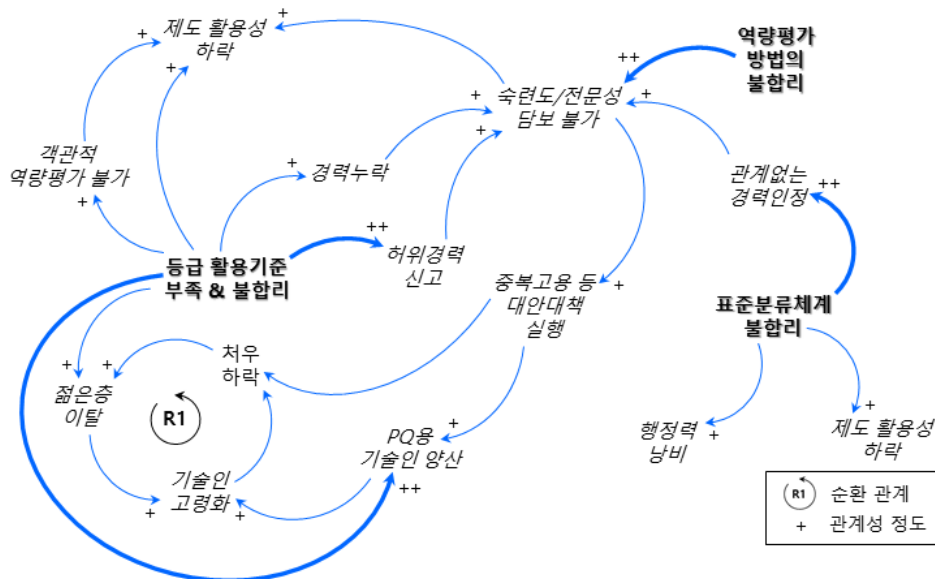 제도 활용성
하락
역량평가
방법의
불합리
++
+
+
+
숙련도/전문성
담보 불가
+
+
+
객관적
역량평가 불가
+
+
경력누락
관계없는
경력인정
++
++
허위경력
신고
등급 활용기준
부족 & 불합리
중복고용 등
대안대책
실행
+
표준분류체계
불합리
+
+
처우
하락
+
젊은층
이탈
R1
+
PQ용
기술인 양산
++
행정력
낭비
+
+
제도 활용성
하락
기술인
고령화
+
+
R1
순환 관계
+
관계성 정도